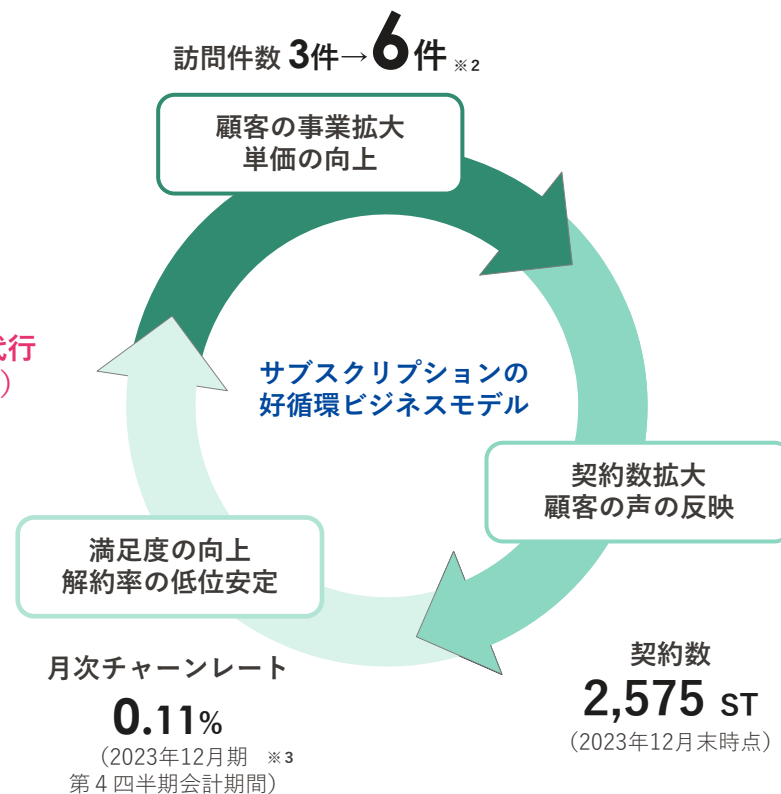 訪問件数 3件→6件 ※2
顧客の事業拡大
単価の向上
代行
）
サブスクリプションの
好循環ビジネスモデル
契約数拡大
顧客の声の反映
満足度の向上
解約率の低位安定
月次チャーンレート
0.11%
（2023年12月期 ※3
第４四半期会計期間）
契約数
2,575 ST
（2023年12月末時点）